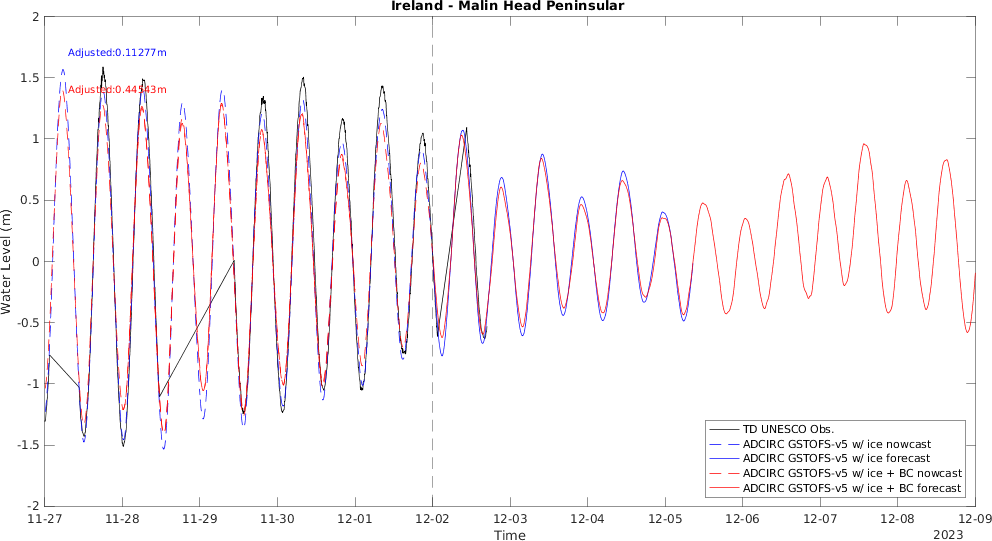 Ireland - Malin Head Peninsular
Adjusted:0.11277m
Adjusted:0.44543m
Water Level (m)
2
1.5
1
0.5
0
-0.5
-1
-1.5
-2
TD UNESCO Obs.
ADCIRC GSTOFS-v5 w/ ice nowcast
ADCIRC GSTOFS-v5 w/ ice forecast
ADCIRC GSTOFS-v5 w/ ice + BC nowcast
ADCIRC GSTOFS-v5 w/ ice + BC forecast
11-27 11-28 11-29 11-30 12-01 12-02 12-03 12-04 12-05 12-06 12-07 12-08 12-09
Time
2023